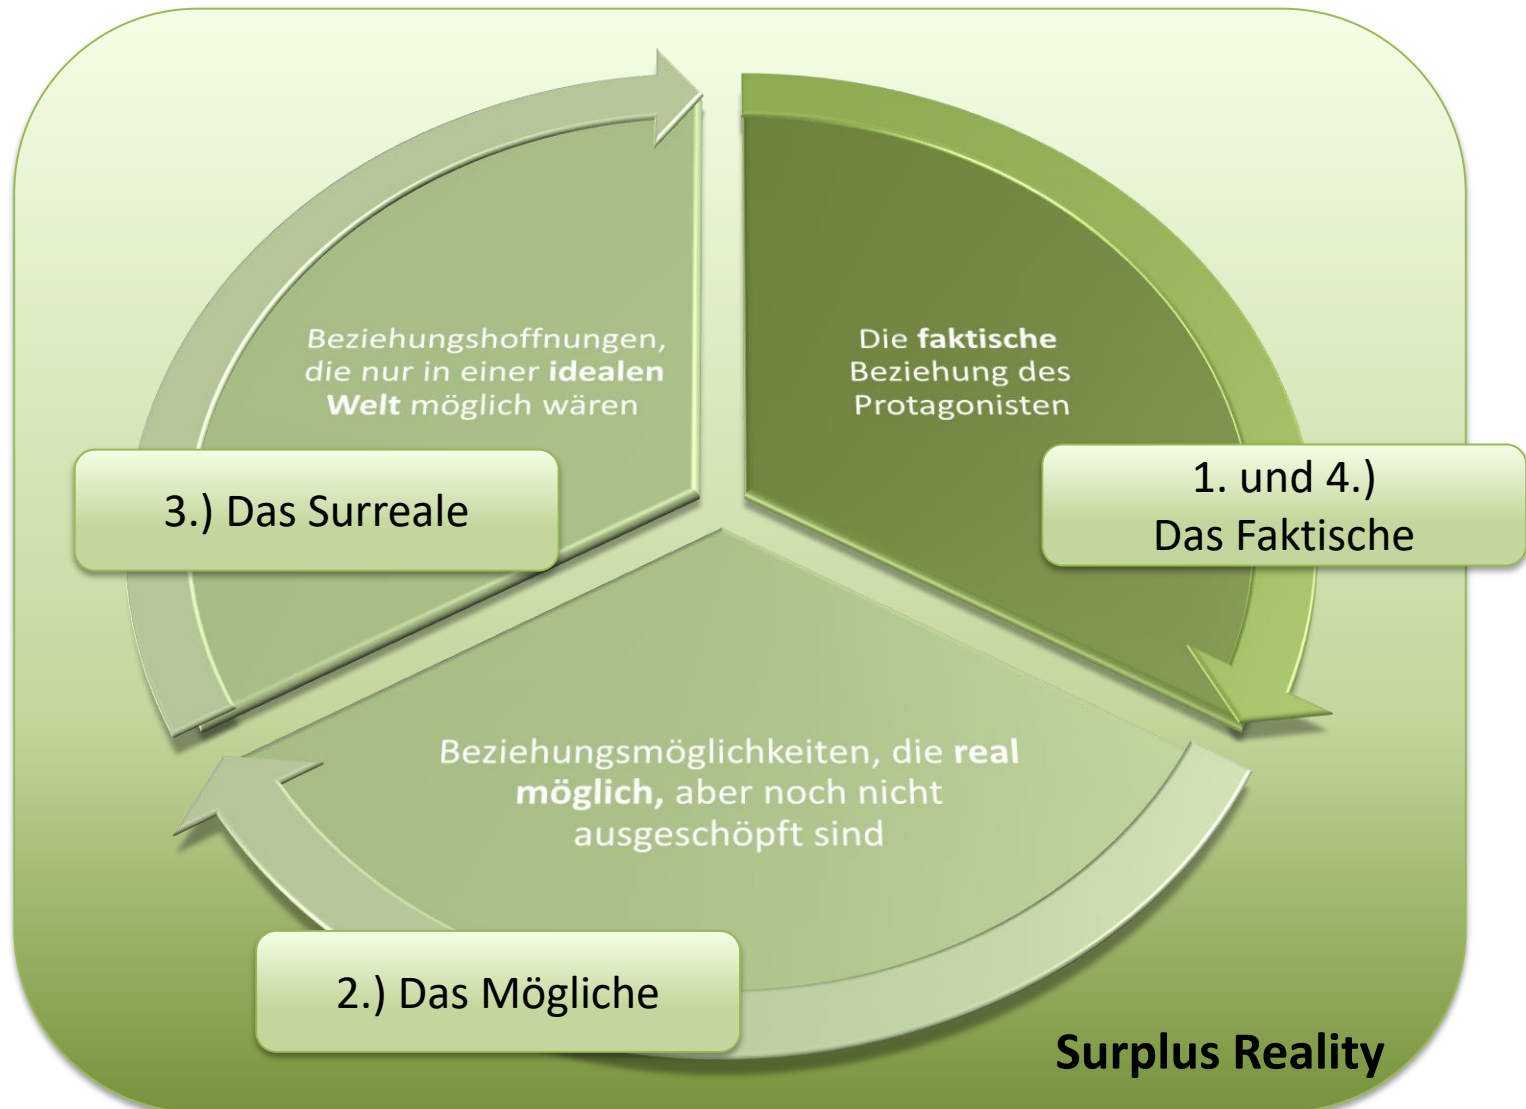 Beziehungshoffnungen,
die nur in einer idealen
Welt möglich wären
Die faktische
Beziehung des
Protagonisten
3.) Das Surreale
1. und 4.)
Das Faktische
Beziehungsmöglichkeiten, die real
möglich, aber noch nicht
ausgeschöpft sind
2.) Das Mögliche
Surplus Reality